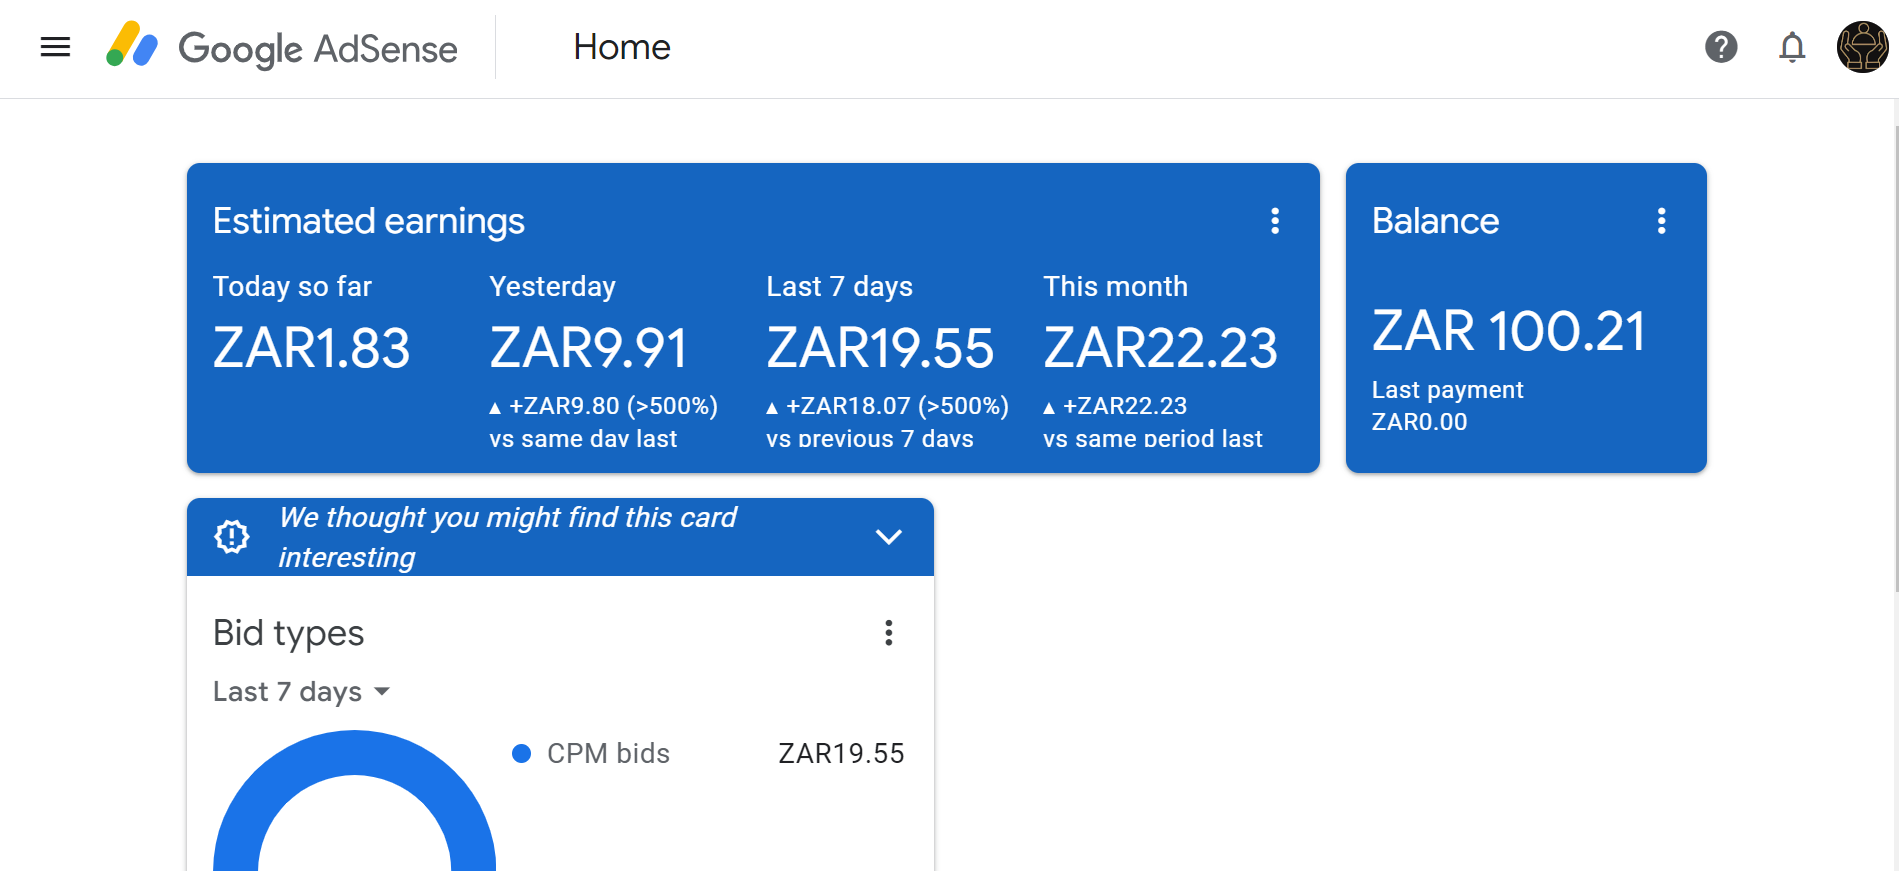 Google AdSense
Home
Estimated earnings
Today so far
ZAR1.83
Yesterday
ZAR9.91
▲ +ZAR9.80 (>500%)
vs same day last
Last 7 days
ZAR19.55
▲ +ZAR18.07 (>500%)
vs previous 7 days
This month
ZAR22.23
▲ +ZAR22.23
vs same period last
Balance
ZAR 100.21
Last payment
ZAR0.00
We thought you might find this card
interesting
Bid types
Last 7 days
CPM bids ZAR19.55